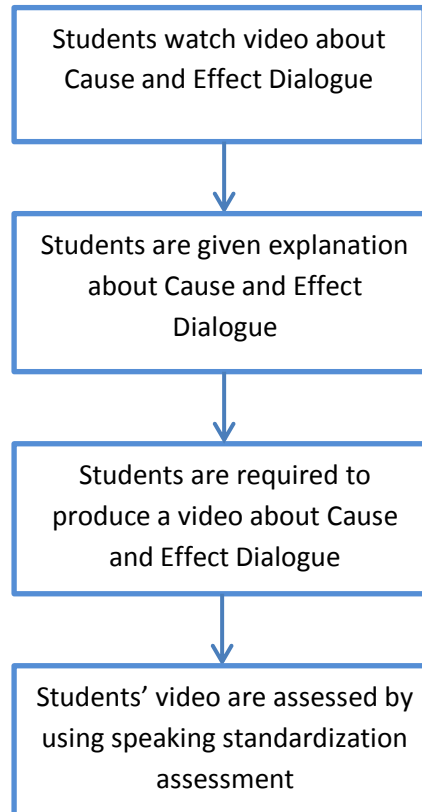 Students watch video about
Cause and Effect Dialogue
Students are given explanation
about Cause and Effect
Dialogue
Students are required to
produce a video about Cause
and Effect Dialogue
Students’ video are assessed by
using speaking standardization
assessment